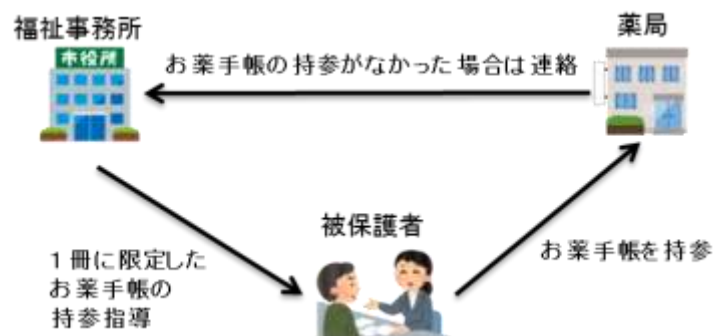 福祉事務所
薬局
市役所
お薬手帳の持参がなかった場合は連絡
被保護者
1冊に限定した
お薬手帳の
持参指導
お薬手帳を持参